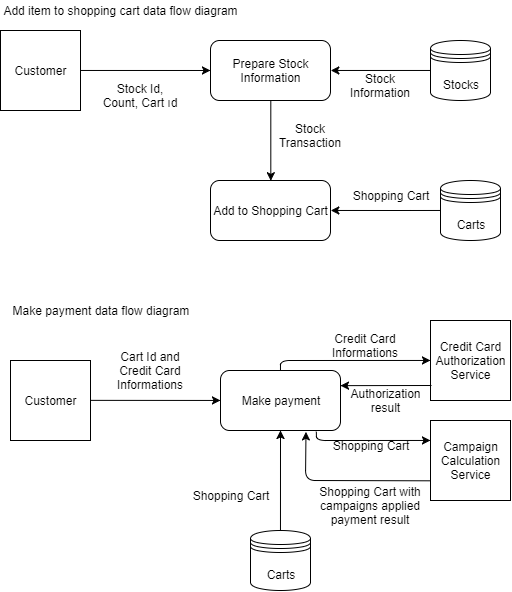 Add item to shopping cart data flow diagram
Customer
Stock Id,
Count, Cart ıd
Prepare Stock
Information
Stock
Information
Stocks
Stock
Transaction
Add to Shopping Cart
Shopping Cart
Carts
Make payment data flow diagram
Customer
Cart Id and
Credit Card
Informations
Make payment
Credit Card
Informations
Credit Card
Authorization
Service
Authorization
result
Shopping Cart
Campaign
Calculation
Service
Shopping Cart with
campaigns applied
payment result
Shopping Cart
Carts